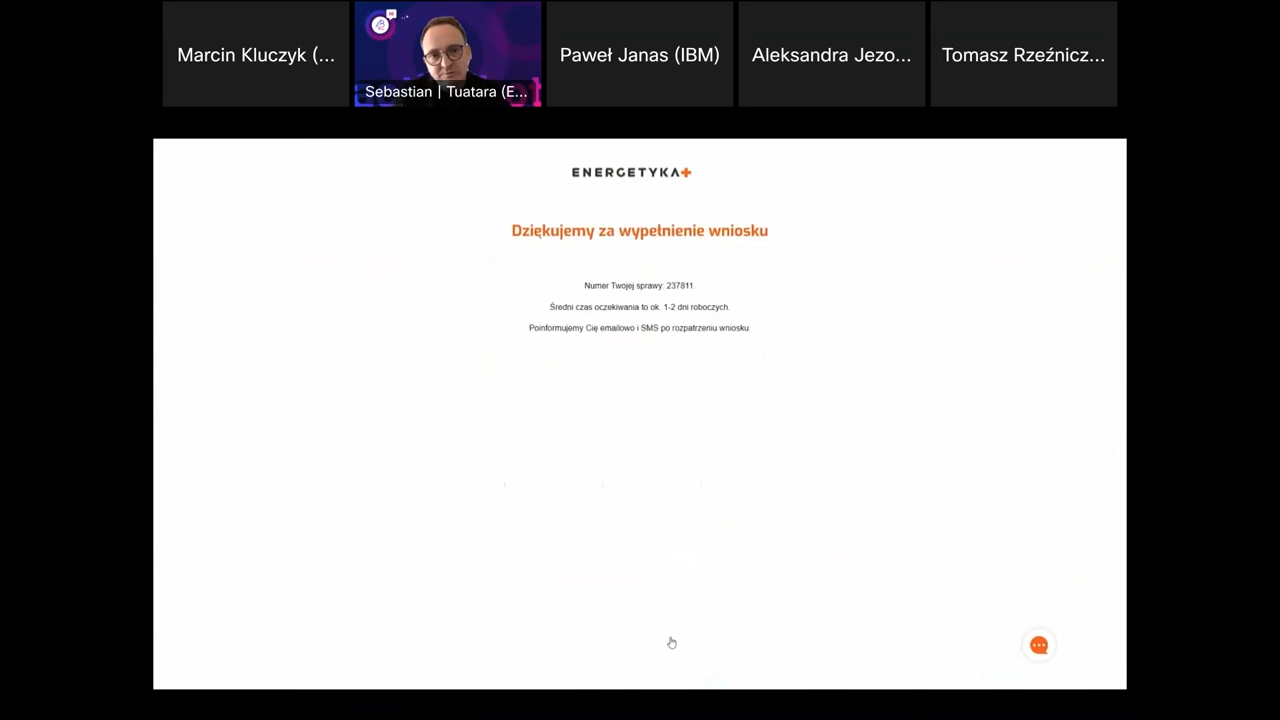 Marcin Kluczyk (...
Sebastian | Tuatara (E...
Paweł Janas (IBM)
Aleksandra Jezo...
Tomasz Rzeźnicz...
ENERGETYKA+
Dziękujemy za wypełnienie wniosku
Numer Twojej sprawy: 237811.
Średni czas oczekiwania to ok. 1-2 dni roboczych.
Poinformujemy Cię emailowo i SMS po rozpatrzeniu wniosku.